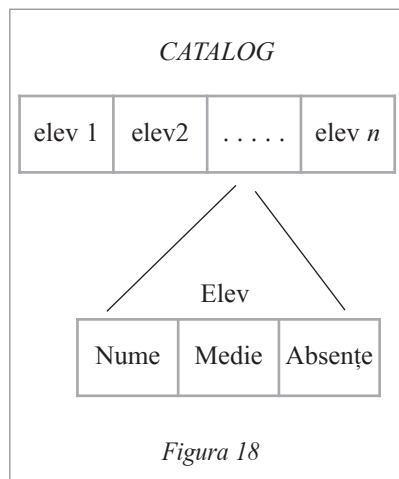 CATALOG
elev 1 elev2 . . . . . elev n
Elev
Nume Medie Absențe
Figura 18